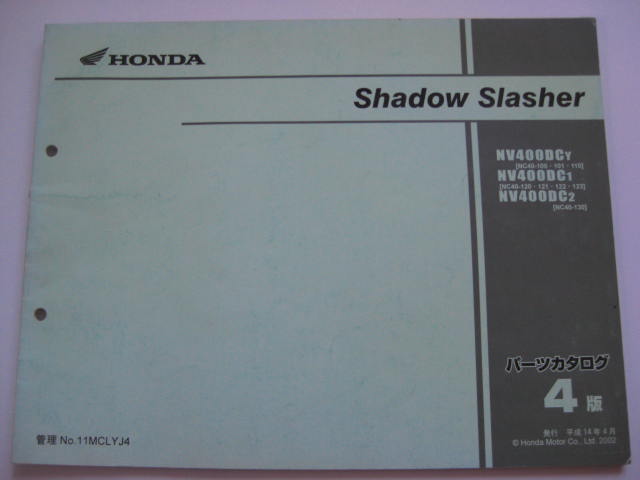 HONDA
Shadow Slasher
NV400DCY
[NC40-100・101・110]
NV400DC1
[NC40-120・121・122・123]
NV400DC2
[NC40-130]
パーツカタログ
4版
発行 平成14年4月
© Honda Motor Co., Ltd. 2002
管理 No.11MCLYJ4